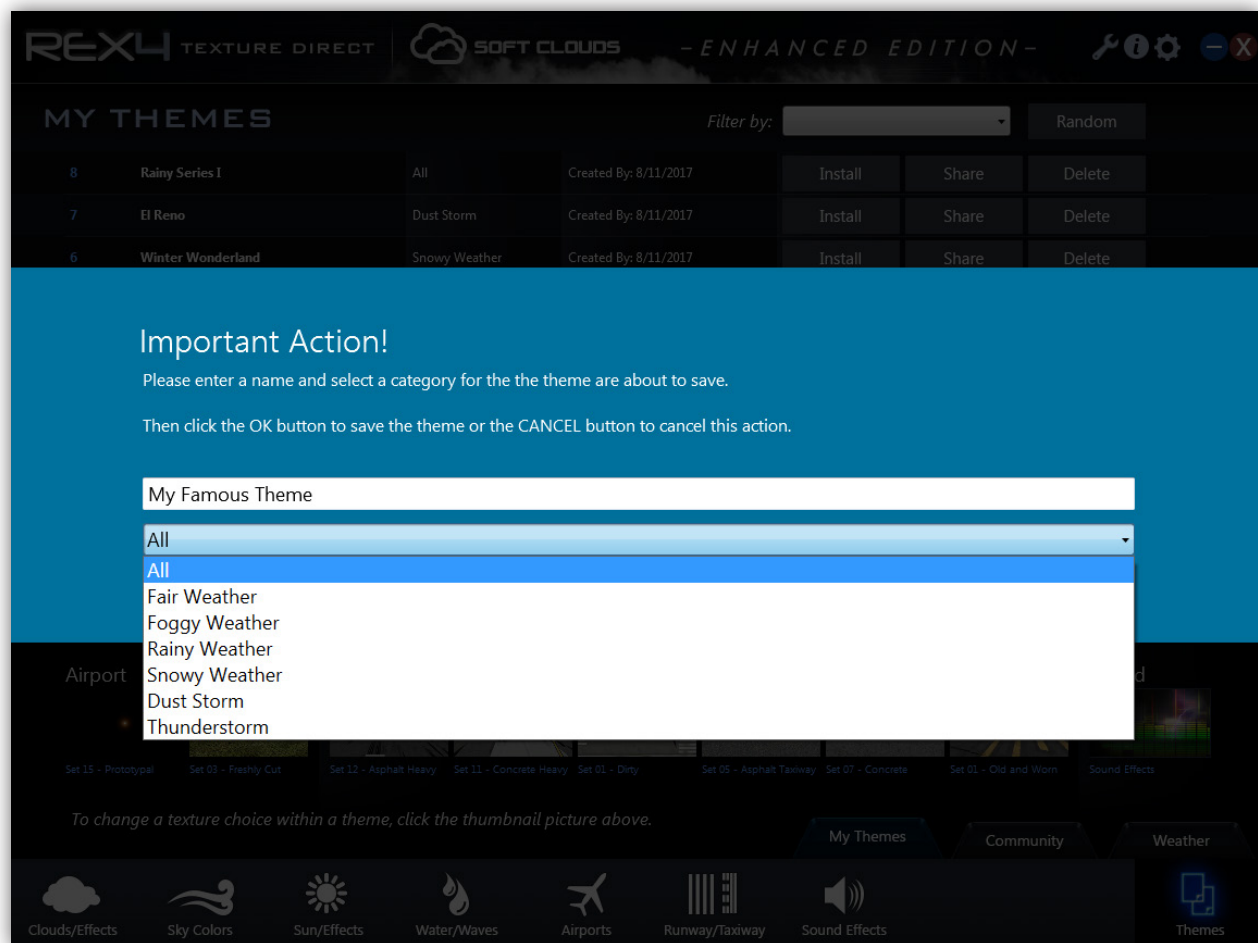 REX4 TEXTURE DIRECT SOFT CLOUDS -ENHANCED EDITION- X
MY THEMES Filter by: Random
8 Rainy Series I All Created By: 8/11/2017 Install Share Delete
7 El Reno Dust Storm Created By: 8/11/2017 Install Share Delete
6 Winter Wonderland Snowy Weather Created By: 8/11/2017 Install Share Delete
Important Action!
Please enter a name and select a category for the the theme are about to save.
Then click the OK button to save the theme or the CANCEL button to cancel this action.
My Famous Theme
All
All
Fair Weather
Foggy Weather
Rainy Weather
Snowy Weather
Dust Storm
Thunderstorm
Airport
Set 15 - Prototypal Set 03 - Freshly Cut Set 12 - Asphalt Heavy Set 11 - Concrete Heavy Set 01 - Dirty Set 05 - Asphalt Taxiway Set 07 - Concrete Set 01 - Old and Worn Sound Effects
To change a texture choice within a theme, click the thumbnail picture above.
My Themes Community Weather
Clouds/Effects Sky Colors Sun/Effects Water/Waves Airports Runway/Taxiway Sound Effects Themes